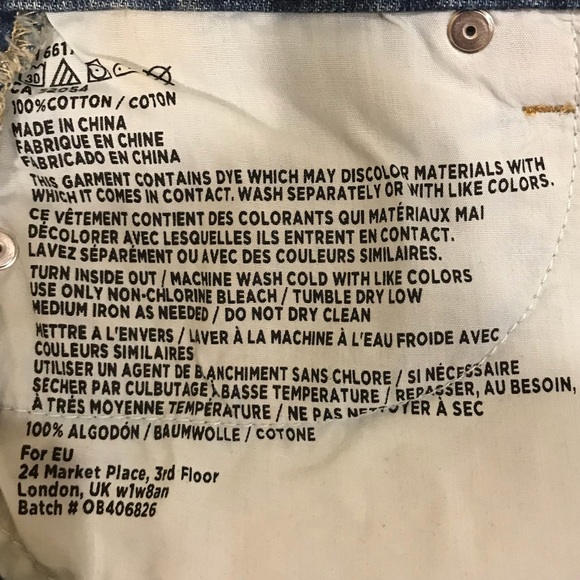 30
CA 52054
100% COTTON / COTON
MADE IN CHINA
FABRIQUE EN CHINE
FABRICADO EN CHINA
THIS GARMENT CONTAINS DYE WHICH MAY DISCOLOR MATERIALS WITH
WHICH IT COMES IN CONTACT. WASH SEPARATELY OR WITH LIKE COLORS.
CE VÊTEMENT CONTIENT DES COLORANTS QUI MATÉRIAUX MAI
DÉCOLORER AVEC LESQUELLES ILS ENTRENT EN CONTACT.
LAVEZ SÉPARÉMENT OU AVEC DES COULEURS SIMILAIRES.
TURN INSIDE OUT / MACHINE WASH COLD WITH LIKE COLORS
USE ONLY NON-CHLORINE BLEACH / TUMBLE DRY LOW
MEDIUM IRON AS NEEDED / DO NOT DRY CLEAN
METTRE A L'ENVERS / LAVER À LA MACHINE À L'EAU FROIDE AVEC
COULEURS SIMILAIRES
UTILISER UN AGENT DE BLANCHIMENT SANS CHLORE / SI NÉCESSAIRE
SÉCHER PAR CULBUTAGE À BASSE TEMPERATURE / REPASSER, AU BESOIN,
À TRÉS MOYENNE TEMPÉRATURE / NE PAS NETTOYER À SEC
100% ALGODÓN / BAUMWOLLE / COTONE
For EU
24 Market Place, 3rd Floor
London, UK w1w8an
Batch # OB406826